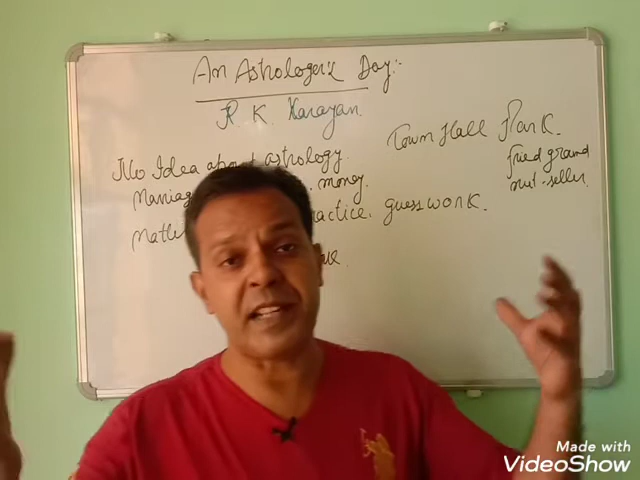 An Astrologer's Day:-
R. K. Narayan.
Town Hall Park.
No Idea about astrology.
fried ground
nut-seller.
money.
practice, guesswork.
Made with
VideoShow